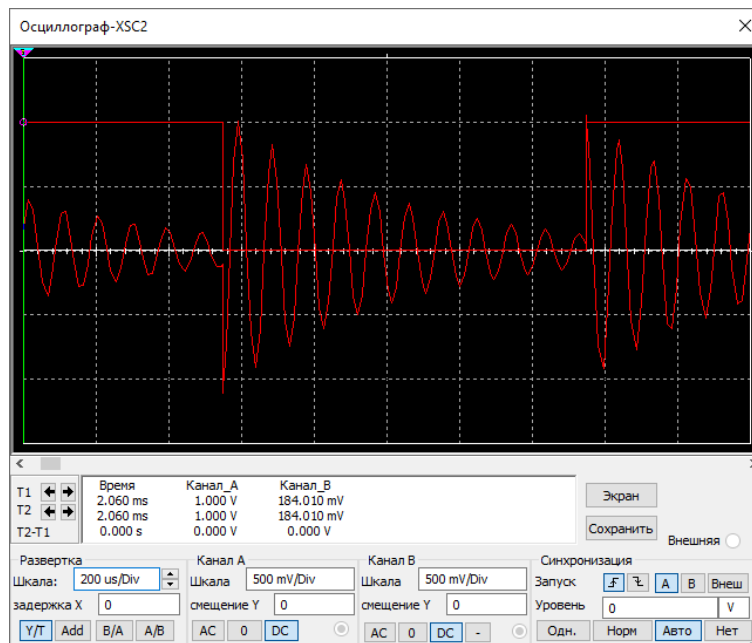 Осциллограф-XSC2
Время Канал_A Канал_B
T1 2.060 ms 1.000 V 184.010 mV
T2 2.060 ms 1.000 V 184.010 mV
T2-T1 0.000 s 0.000 V 0.000 V
Экран
Сохранить
Внешняя
Развертка Канал A Канал B Синхронизация
Шкала: 200 us/Div Шкала 500 mV/Div Шкала 500 mV/Div Запуск A B Внеш
задержка X 0 смещение Y 0 смещение Y 0 Уровень 0 V
Y/T Add B/A A/B AC 0 DC AC 0 DC - Одн. Норм Авто Нет